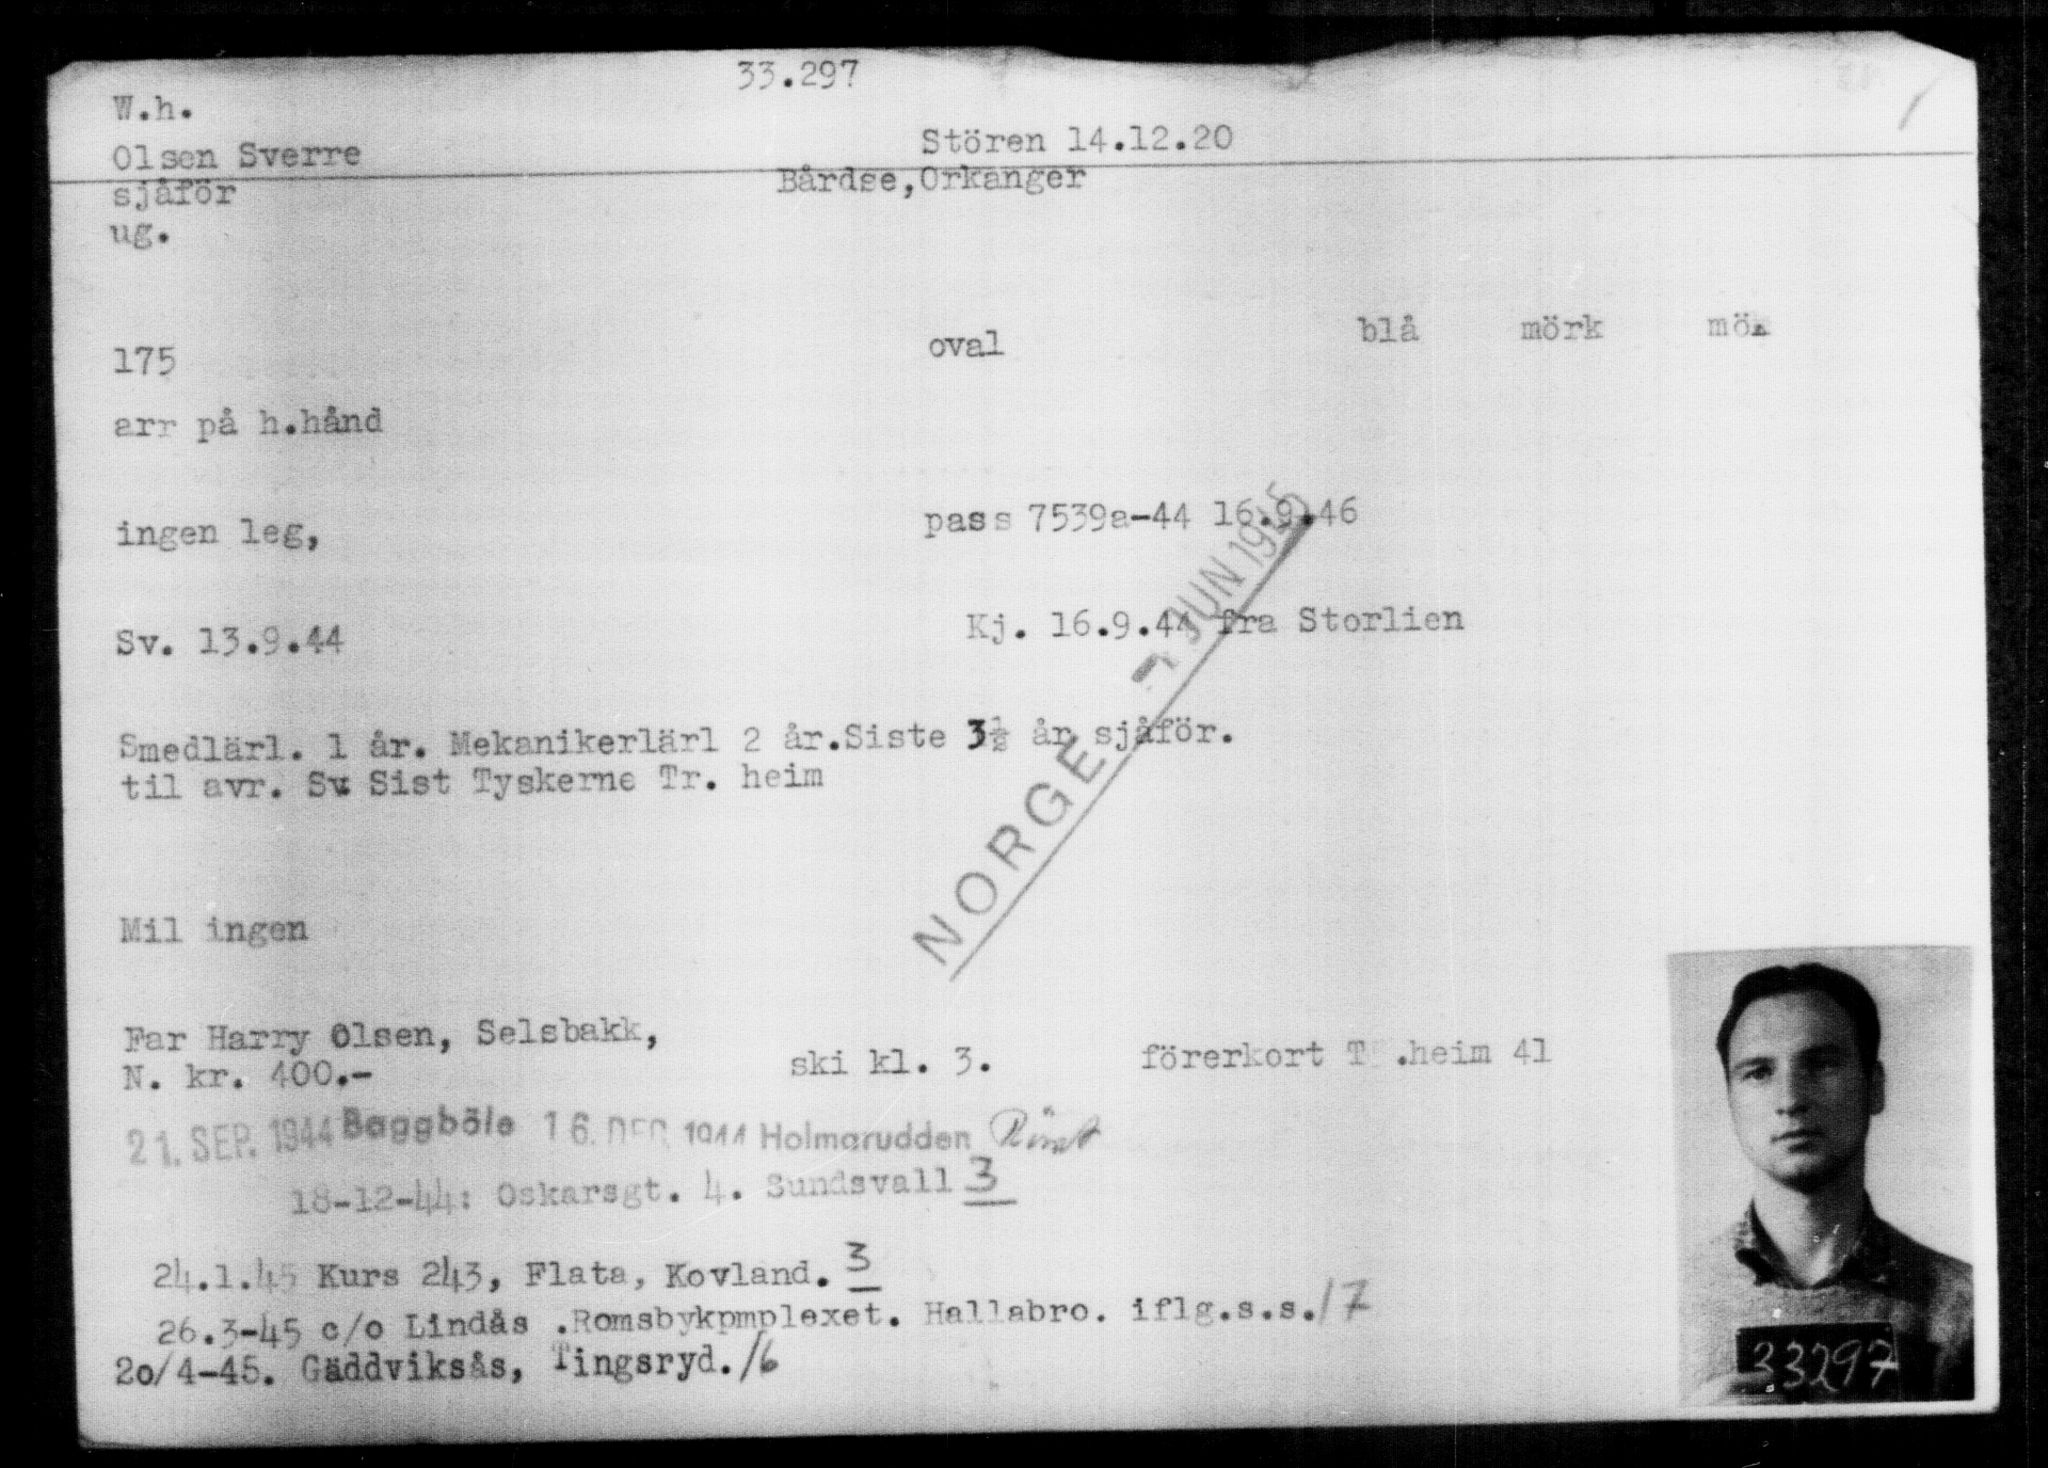 33.297
W.h.
Olsen Sverre Stören 14.12.20
sjåför Bårdse,Orkanger
ug.
175 oval blå mörk
arr på h.hånd
ingen leg, pass 7539a-44 16.9.46
Sv. 13.9.44 Kj. 16.9.44 fra Storlien
Smedlärl. 1 år. Mekanikerlärl 2 år.Siste 3½ år sjåför.
til avr. Sv Sist Tyskerne Tr. heim
NORGE JUN 1945
Mil ingen
Far Harry Olsen, Selsbakk,
N. kr. 400.- ski kl. 3. förerkort T .heim 41
21. SEP. 1944 Baggböle 16. DEC. 1944 Holmarudden
18-12-44: Oskarsgt. 4. Sundsvall 3
24.1.45 Kurs 243, Flata, Kovland. 3
26.3-45 c/o Lindås .Romsbykpmplexet. Hallabro. iflg.s.s./7
20/4-45. Gäddviksås, Tingsryd./6
33297